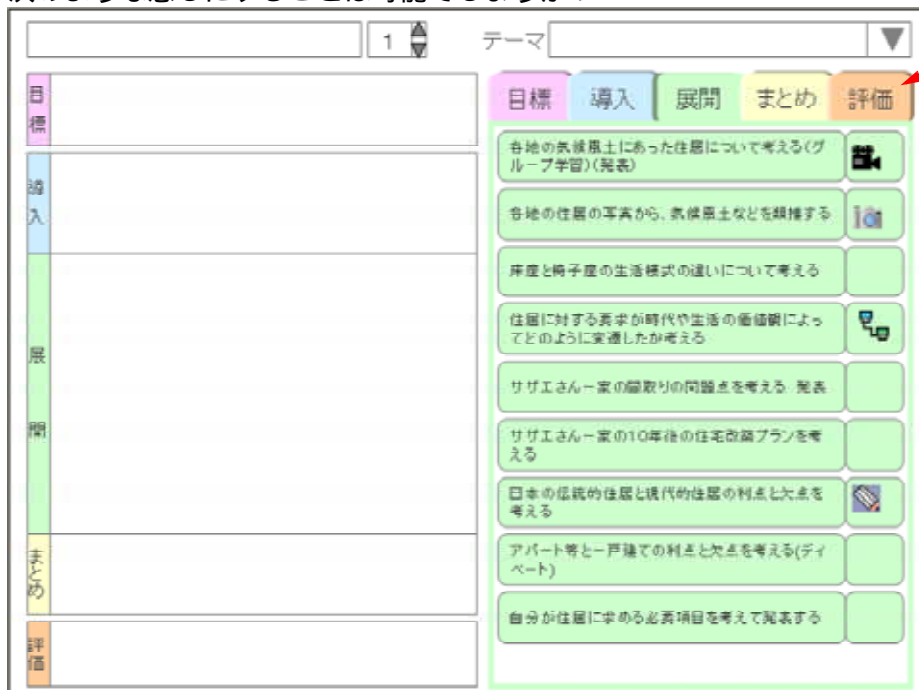 1
テーマ
目標
導入
展開
まとめ
評価
目標
導入
展開
まとめ
評価
各地の気候風土にあった住居について考える(グ
ループ学習)(発表)
各地の住居の写真から、気候風土などを類推する
床座と椅子座の生活様式の違いについて考える
住居に対する要求が時代や生活の価値観によっ
てどのように変遷したか考える
サザエさん一家の間取りの問題点を考える 発表
サザエさん一家の10年後の住宅改築プランを考
える
日本の伝統的住居と現代的住居の利点と欠点を
考える
アパート等と一戸建ての利点と欠点を考える(ディ
ベート)
自分が住居に求める必要項目を考えて発表する